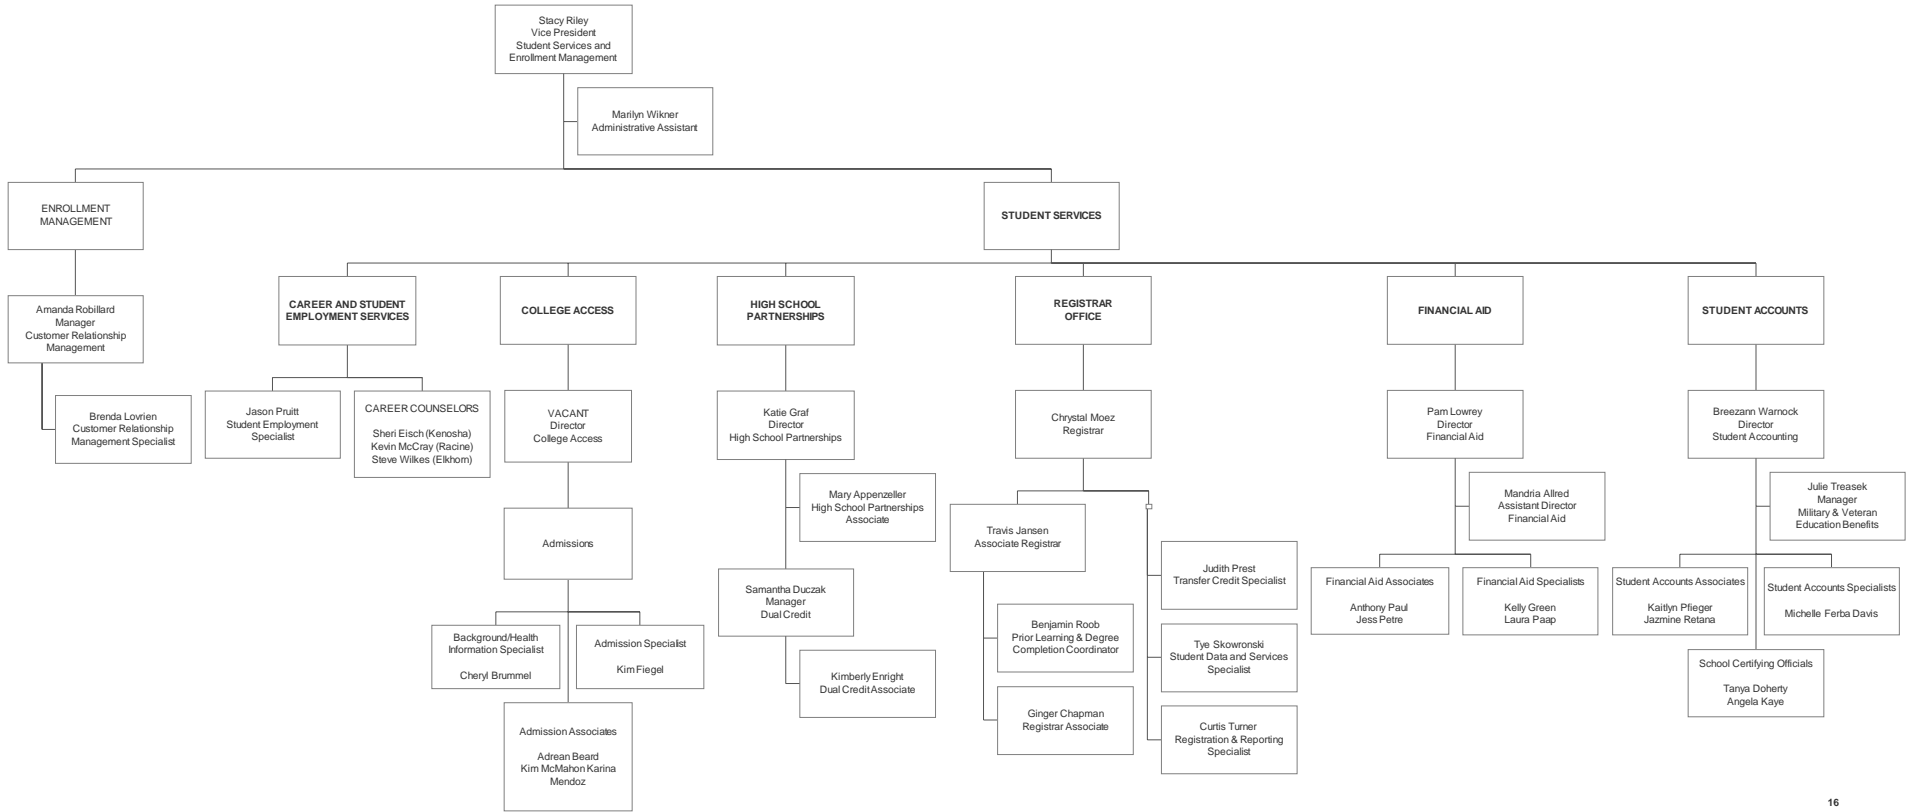 Stacy Riley
Vice President
Student Services and
Enrollment Management
Marilyn Wikner
Administrative Assistant
ENROLLMENT
MANAGEMENT
STUDENT SERVICES
Amanda Robillard
Manager
Customer Relationship
Management
Brenda Lovrien
Customer Relationship
Management Specialist
CAREER AND STUDENT
EMPLOYMENT SERVICES
Jason Pruitt
Student Employment
Specialist
CAREER COUNSELORS
Sheri Eisch (Kenosha)
Kevin McCray (Racine)
Steve Wilkes (Elkhorn)
COLLEGE ACCESS
VACANT
Director
College Access
Admissions
Background/Health
Information Specialist
Cheryl Brummel
Admission Specialist
Kim Fiegel
Admission Associates
Adrean Beard
Kim McMahon Karina
Mendoz
HIGH SCHOOL
PARTNERSHIPS
Katie Graf
Director
High School Partnerships
Mary Appenzeller
High School Partnerships
Associate
Samantha Duczak
Manager
Dual Credit
Kimberly Enright
Dual Credit Associate
REGISTRAR
OFFICE
Chrystal Moez
Registrar
Travis Jansen
Associate Registrar
Benjamin Roob
Prior Learning & Degree
Completion Coordinator
Ginger Chapman
Registrar Associate
Judith Prest
Transfer Credit Specialist
Tye Skowronski
Student Data and Services
Specialist
Curtis Turner
Registration & Reporting
Specialist
FINANCIAL AID
Pam Lowrey
Director
Financial Aid
Mandria Allred
Assistant Director
Financial Aid
Financial Aid Associates
Anthony Paul
Jess Petre
Financial Aid Specialists
Kelly Green
Laura Paap
STUDENT ACCOUNTS
Breezann Warnock
Director
Student Accounting
Julie Treasek
Manager
Military & Veteran
Education Benefits
Student Accounts Associates
Kaitlyn Pfieger
Jazmine Retana
Student Accounts Specialists
Michelle Ferba Davis
School Certifying Officials
Tanya Doherty
Angela Kaye
16